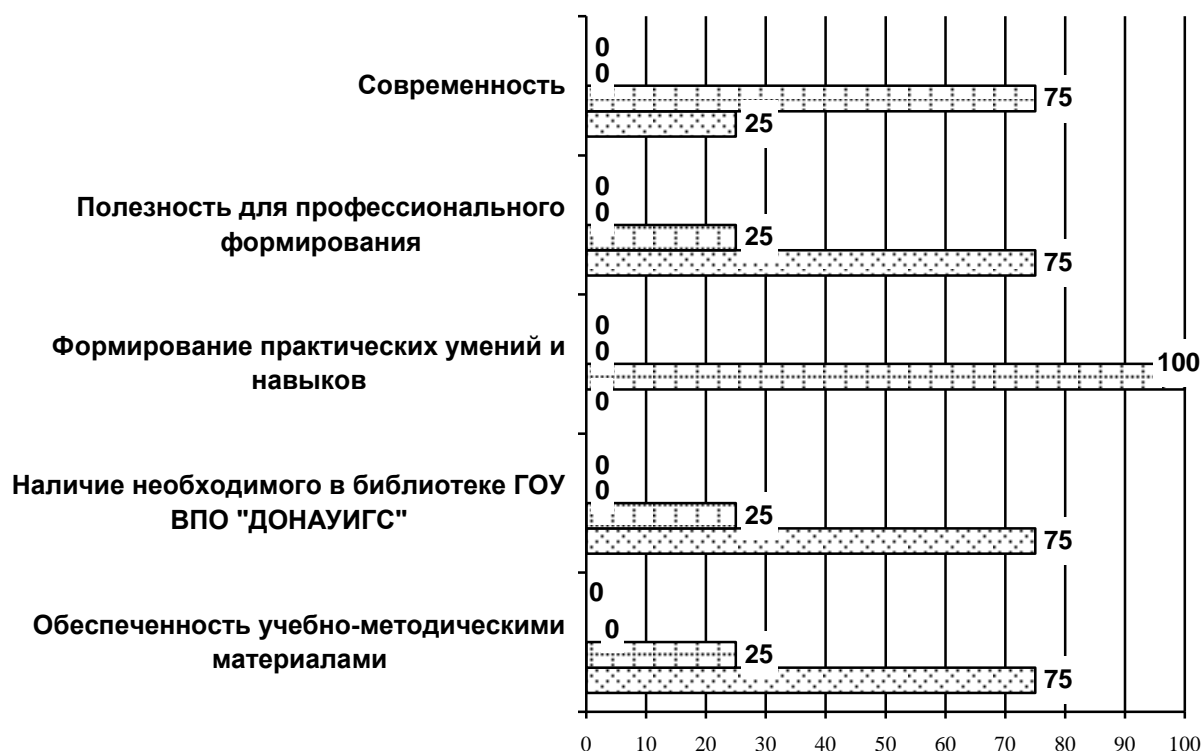 0
0
Современность
75
25
0
Полезность для профессионального
0
формирования
25
75
0
Формирование практических умений и
0
навыков
100
0
0
Наличие необходимого в библиотеке ГОУ
0
ВПО "ДОНАУИГС"
25
75
0
Обеспеченность учебно-методическими
0
материалами
25
75
0 10 20 30 40 50 60 70 80 90 100